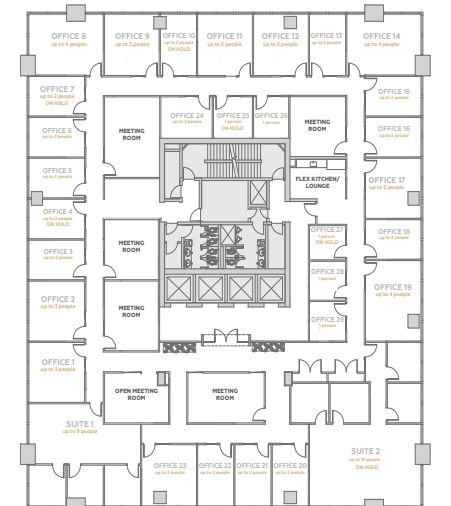 OFFICE 8
up to 4 people
OFFICE 9
up to 3 people
OFFICE 10
up to 2 people
ON HOLD
OFFICE 11
up to 3 people
OFFICE 12
up to 3 people
OFFICE 13
up to 2 people
OFFICE 14
up to 4 people
OFFICE 7
up to 2 people
ON HOLD
OFFICE 6
up to 2 people
OFFICE 5
up to 2 people
OFFICE 4
up to 2 people
ON HOLD
OFFICE 3
up to 3 people
OFFICE 2
up to 3 people
OFFICE 1
up to 3 people
SUITE 1
up to 9 people
MEETING
ROOM
OFFICE 24
up to 2 people
OFFICE 25
1 person
ON HOLD
OFFICE 26
1 person
MEETING
ROOM
FLEX KITCHEN/
LOUNGE
OFFICE 15
up to 2 people
OFFICE 16
up to 2 people
OFFICE 17
up to 3 people
OFFICE 18
up to 2 people
OFFICE 19
up to 4 people
OFFICE 27
1 person
ON HOLD
OFFICE 28
1 person
OFFICE 29
1 person
MEETING
ROOM
MEETING
ROOM
OPEN MEETING
ROOM
MEETING
ROOM
OFFICE 23
up to 3 people
OFFICE 22
up to 2 people
OFFICE 21
up to 2 people
OFFICE 20
up to 2 people
SUITE 2
ON HOLD